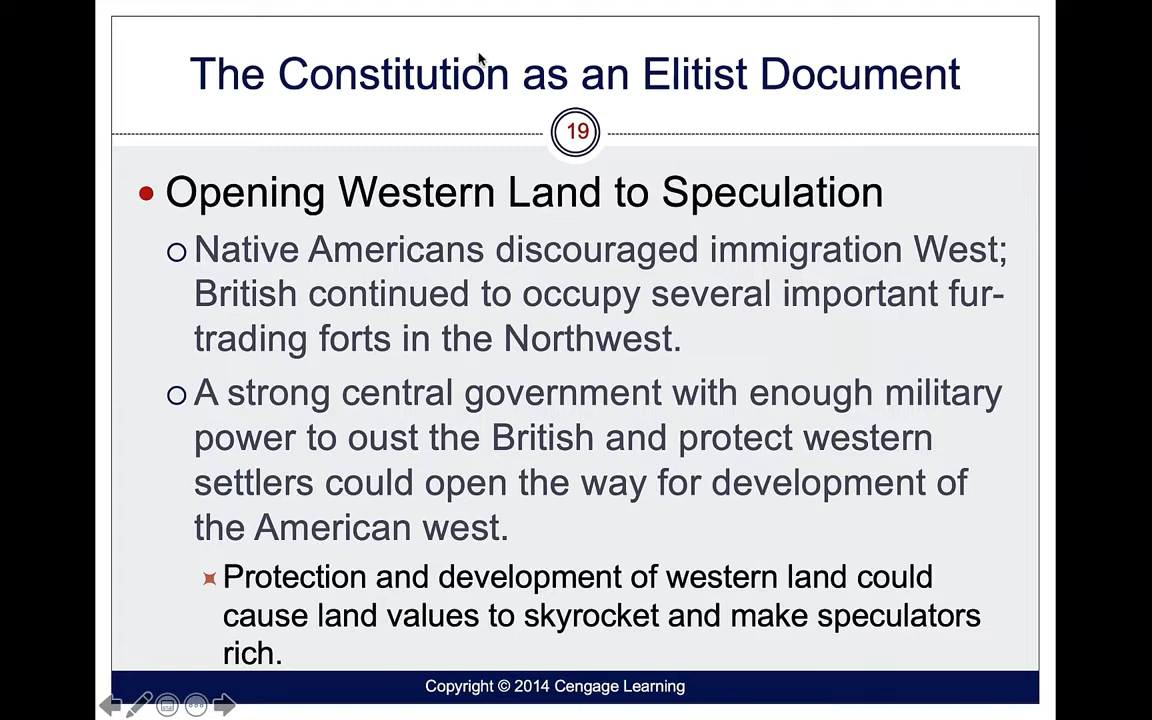 The Constitution as an Elitist Document
19
Opening Western Land to Speculation
Native Americans discouraged immigration West;
British continued to occupy several important fur-
trading forts in the Northwest.
A strong central government with enough military
power to oust the British and protect western
settlers could open the way for development of
the American west.
Protection and development of western land could
cause land values to skyrocket and make speculators
rich.
Copyright © 2014 Cengage Learning